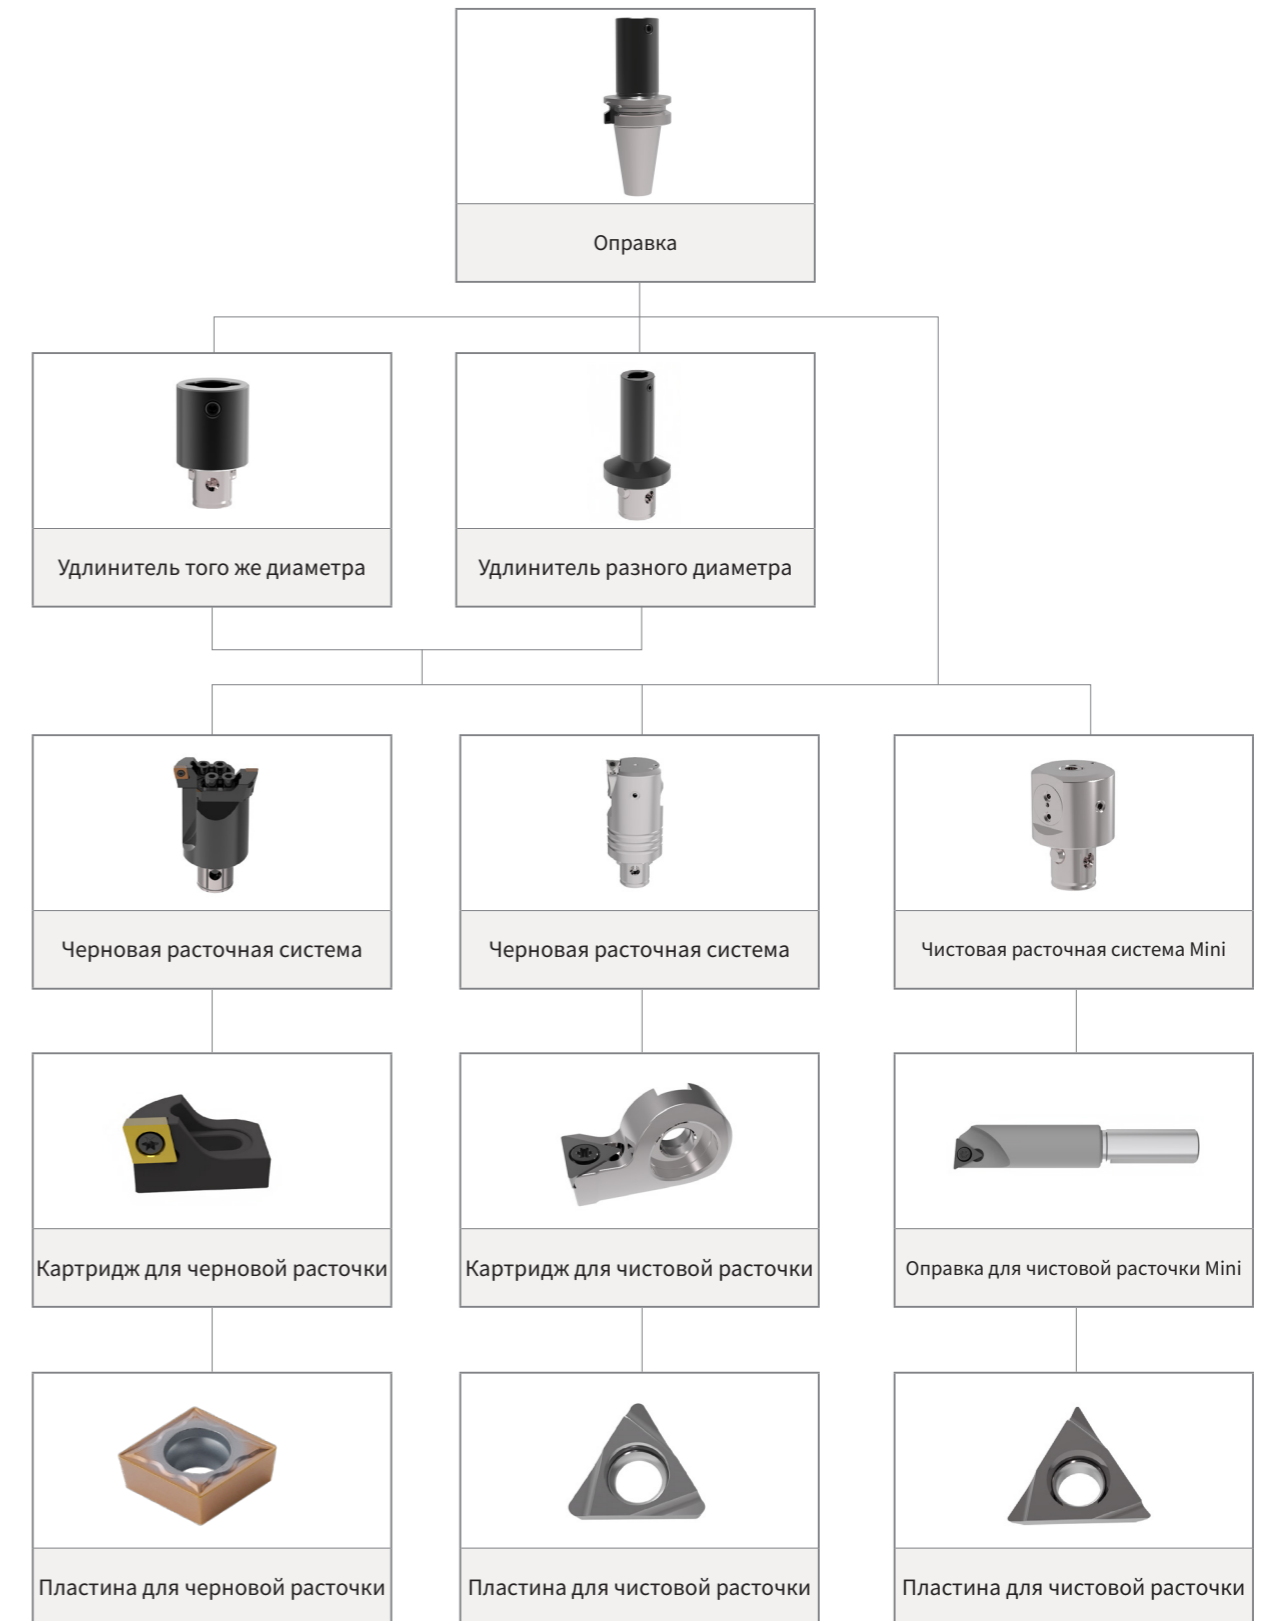 Оправка
Удлинитель того же диаметра
Удлинитель разного диаметра
Черновая расточная система
Черновая расточная система
Чистовая расточная система Mini
Картридж для черновой расточки
Картридж для чистовой расточки
Оправка для чистовой расточки Mini
Пластина для черновой расточки
Пластина для чистовой расточки
Пластина для чистовой расточки